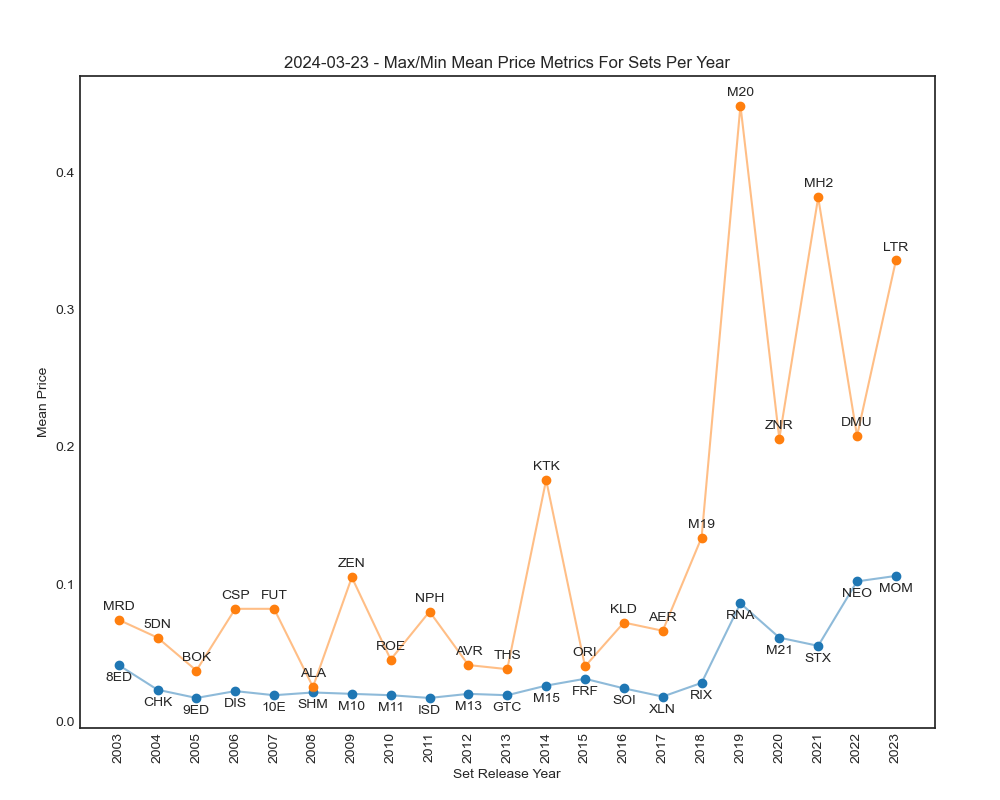 2024-03-23 - Max/Min Mean Price Metrics For Sets Per Year
Mean Price
0.4
0.3
0.2
0.1
0.0
M20
MH2
LTR
ZNR
DMU
KTK
M19
ZEN
CSP
FUT
NPH
MRD
5DN
KLD
AER
BOK
ROE
AVR
THS
ORI
ALA
8ED
CHK
9ED
DIS
10E
SHM
M10
M11
ISD
M13
GTC
M15
FRF
SOI
XLN
RIX
RNA
M21
STX
NEO
MOM
2003
2004
2005
2006
2007
2008
2009
2010
2011
2012
2013
2014
2015
2016
2017
2018
2019
2020
2021
2022
2023
Set Release Year